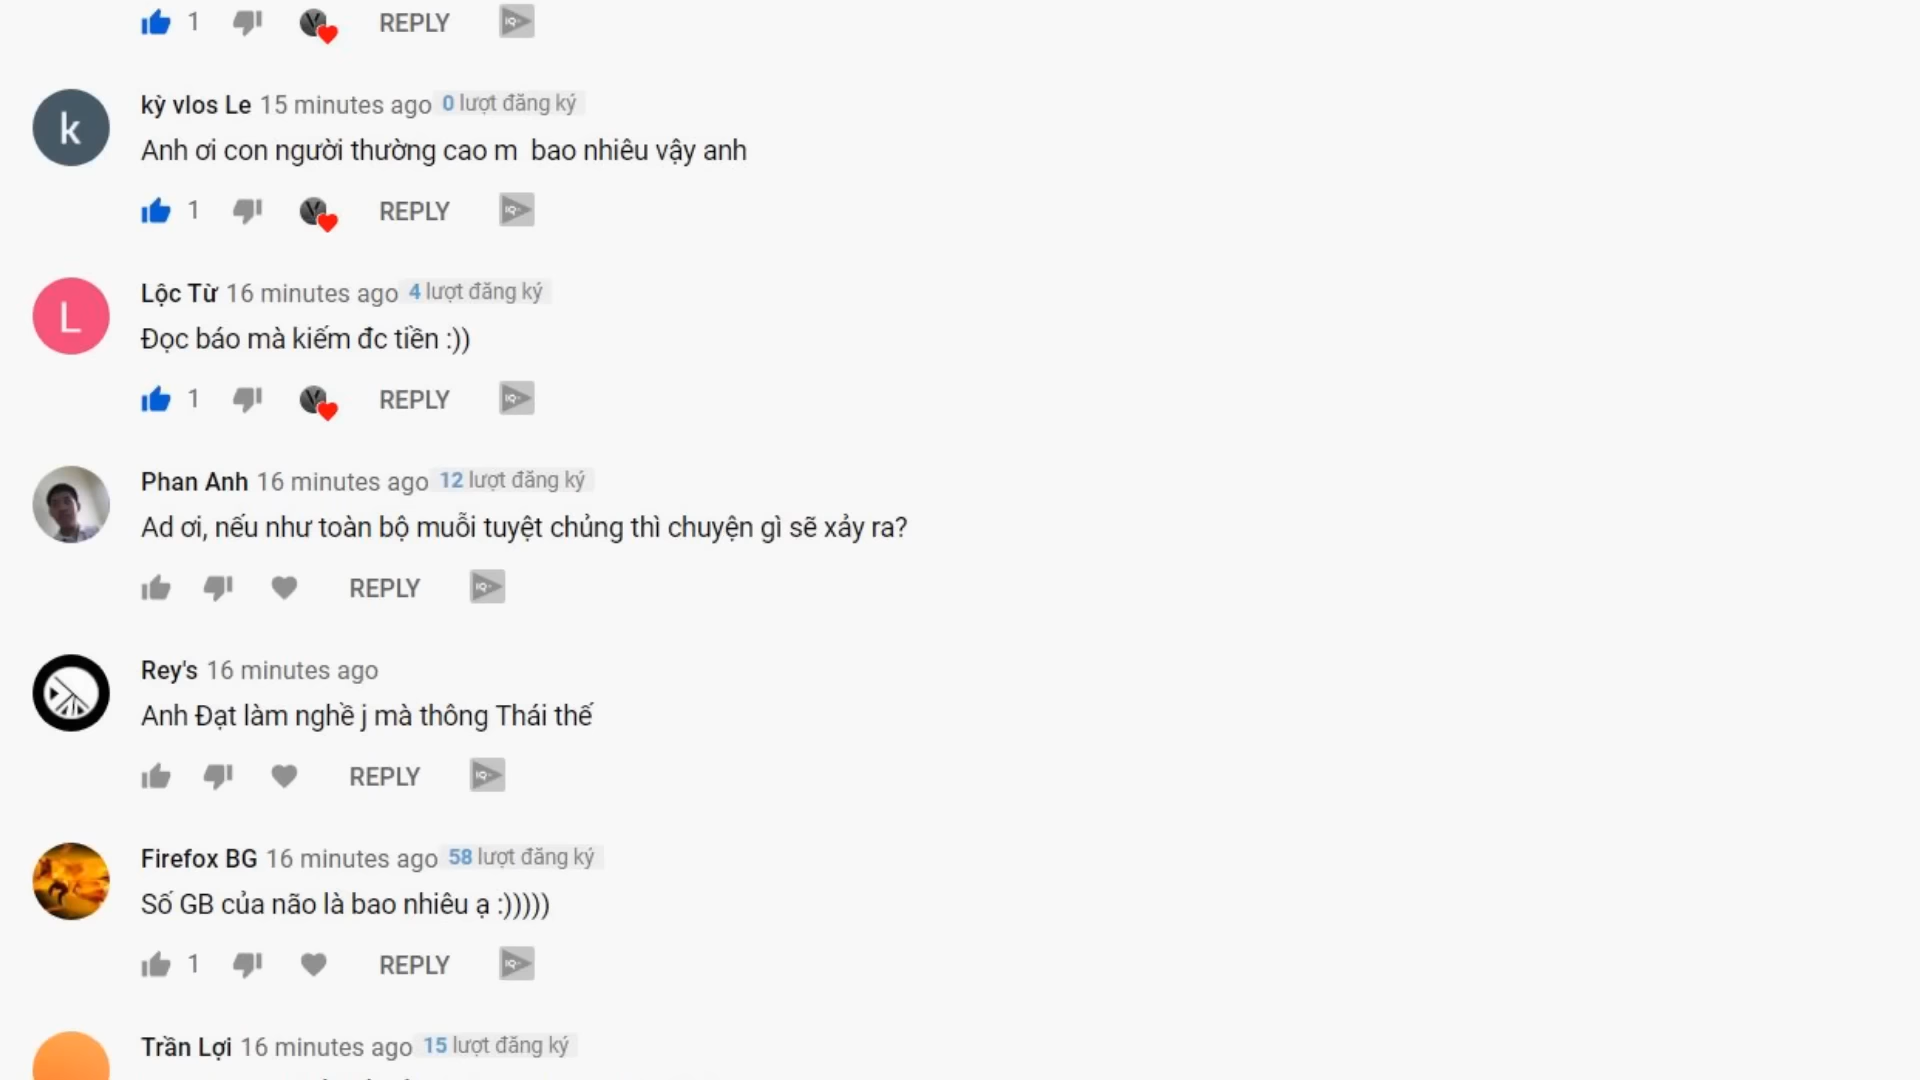 1 REPLY
kỳ vlos Le 15 minutes ago 0 lượt đăng ký
Anh ơi con người thường cao m  bao nhiêu vậy anh
1 REPLY
Lộc Từ 16 minutes ago 4 lượt đăng ký
Đọc báo mà kiếm đc tiền :))
1 REPLY
Phan Anh 16 minutes ago 12 lượt đăng ký
Ad ơi, nếu như toàn bộ muỗi tuyệt chủng thì chuyện gì sẽ xảy ra?
REPLY
Rey's 16 minutes ago
Anh Đạt làm nghề j mà thông Thái thế
REPLY
Firefox BG 16 minutes ago 58 lượt đăng ký
Số GB của não là bao nhiêu ạ :)))))
1 REPLY
Trần Lợi 16 minutes ago 15 lượt đăng ký